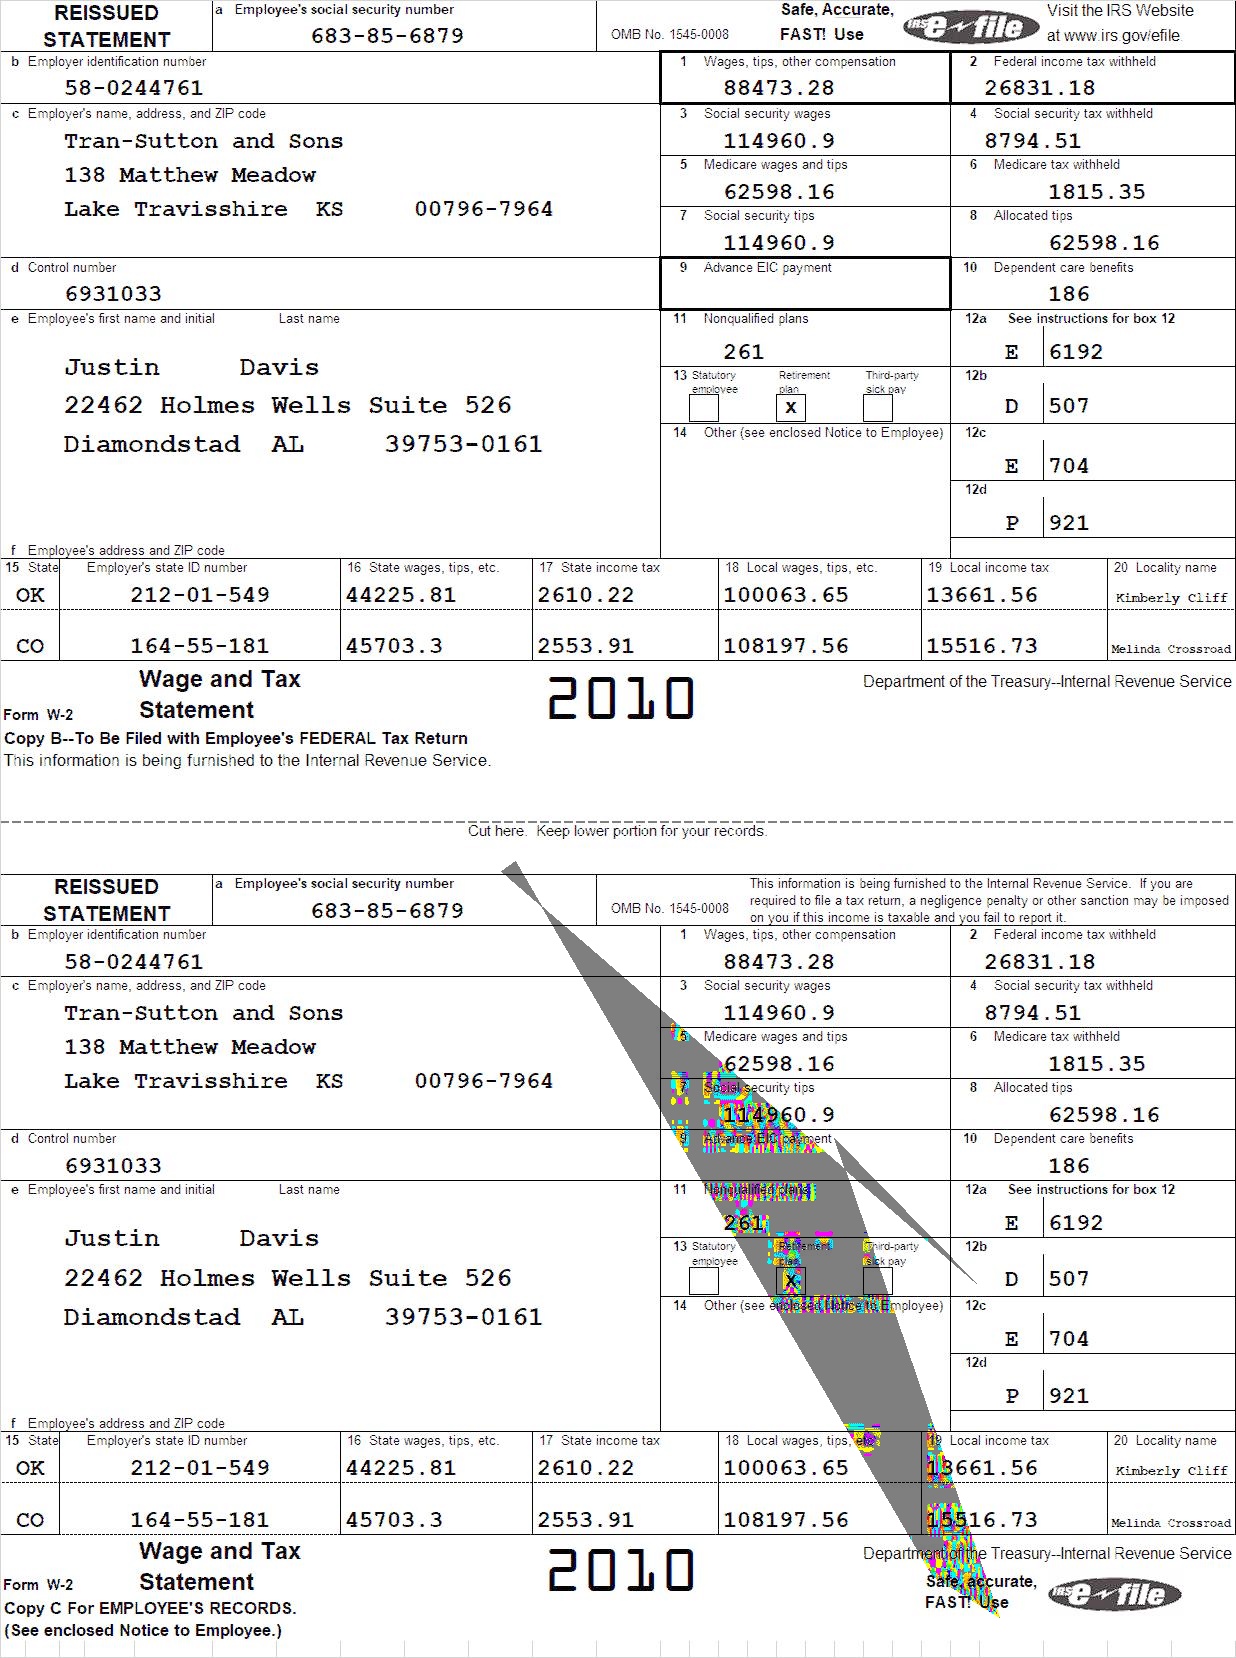 REISSUED STATEMENT
a Employee's social security number
683-85-6879
OMB No. 1545-0008
Safe, Accurate, FAST! Use
IRS e-file
Visit the IRS Website at www.irs.gov/efile
b Employer identification number
58-0244761
1 Wages, tips, other compensation
88473.28
2 Federal income tax withheld
26831.18
c Employer's name, address, and ZIP code
Tran-Sutton and Sons
138 Matthew Meadow
Lake Travisshire KS 00796-7964
3 Social security wages
114960.9
4 Social security tax withheld
8794.51
5 Medicare wages and tips
62598.16
6 Medicare tax withheld
1815.35
7 Social security tips
114960.9
8 Allocated tips
62598.16
d Control number
6931033
9 Advance EIC payment
10 Dependent care benefits
186
e Employee's first name and initial Last name
Justin Davis
22462 Holmes Wells Suite 526
Diamondstad AL 39753-0161
f Employee's address and ZIP code
11 Nonqualified plans
261
12a See instructions for box 12
E 6192
13 Statutory employee Retirement plan Third-party sick pay
X
12b
D 507
14 Other (see enclosed Notice to Employee)
12c
E 704
12d
P 921
15 State Employer's state ID number 16 State wages, tips, etc. 17 State income tax 18 Local wages, tips, etc. 19 Local income tax 20 Locality name
OK 212-01-549 44225.81 2610.22 100063.65 13661.56 Kimberly Cliff
CO 164-55-181 45703.3 2553.91 108197.56 15516.73 Melinda Crossroad
Form W-2 Wage and Tax Statement
2010
Department of the Treasury--Internal Revenue Service
Copy B--To Be Filed with Employee's FEDERAL Tax Return
This information is being furnished to the Internal Revenue Service.
Cut here. Keep lower portion for your records.
REISSUED STATEMENT
a Employee's social security number
683-85-6879
OMB No. 1545-0008
This information is being furnished to the Internal Revenue Service. If you are
required to file a tax return, a negligence penalty or other sanction may be imposed
on you if this income is taxable and you fail to report it.
b Employer identification number
58-0244761
1 Wages, tips, other compensation
88473.28
2 Federal income tax withheld
26831.18
c Employer's name, address, and ZIP code
Tran-Sutton and Sons
138 Matthew Meadow
Lake Travisshire KS 00796-7964
3 Social security wages
114960.9
4 Social security tax withheld
8794.51
5 Medicare wages and tips
62598.16
6 Medicare tax withheld
1815.35
7 Social security tips
114960.9
8 Allocated tips
62598.16
d Control number
6931033
9 Advance EIC payment
10 Dependent care benefits
186
e Employee's first name and initial Last name
Justin Davis
22462 Holmes Wells Suite 526
Diamondstad AL 39753-0161
f Employee's address and ZIP code
11 Nonqualified plans
261
12a See instructions for box 12
E 6192
13 Statutory employee Retirement plan Third-party sick pay
X
12b
D 507
14 Other (see enclosed Notice to Employee)
12c
E 704
12d
P 921
15 State Employer's state ID number 16 State wages, tips, etc. 17 State income tax 18 Local wages, tips, etc. 19 Local income tax 20 Locality name
OK 212-01-549 44225.81 2610.22 100063.65 13661.56 Kimberly Cliff
CO 164-55-181 45703.3 2553.91 108197.56 15516.73 Melinda Crossroad
Form W-2 Wage and Tax Statement
2010
Department of the Treasury--Internal Revenue Service
Safe, accurate, FAST! Use
IRS e-file
Copy C For EMPLOYEE'S RECORDS.
(See enclosed Notice to Employee.)